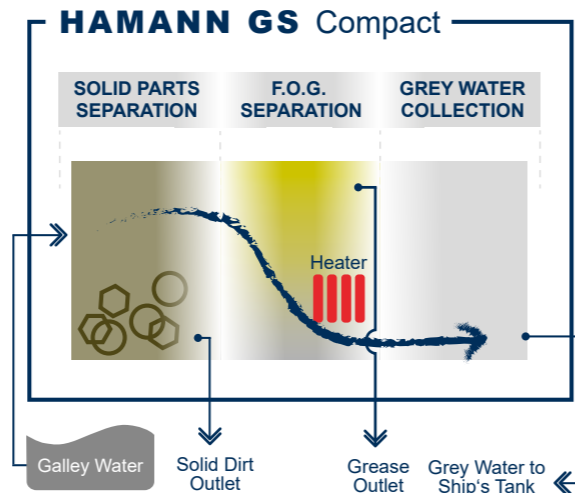 HAMANN GS Compact
SOLID PARTS
SEPARATION
F.O.G.
SEPARATION
GREY WATER
COLLECTION
Heater
Galley Water
Solid Dirt
Outlet
Grease
Outlet
Grey Water to
Ship‘s Tank